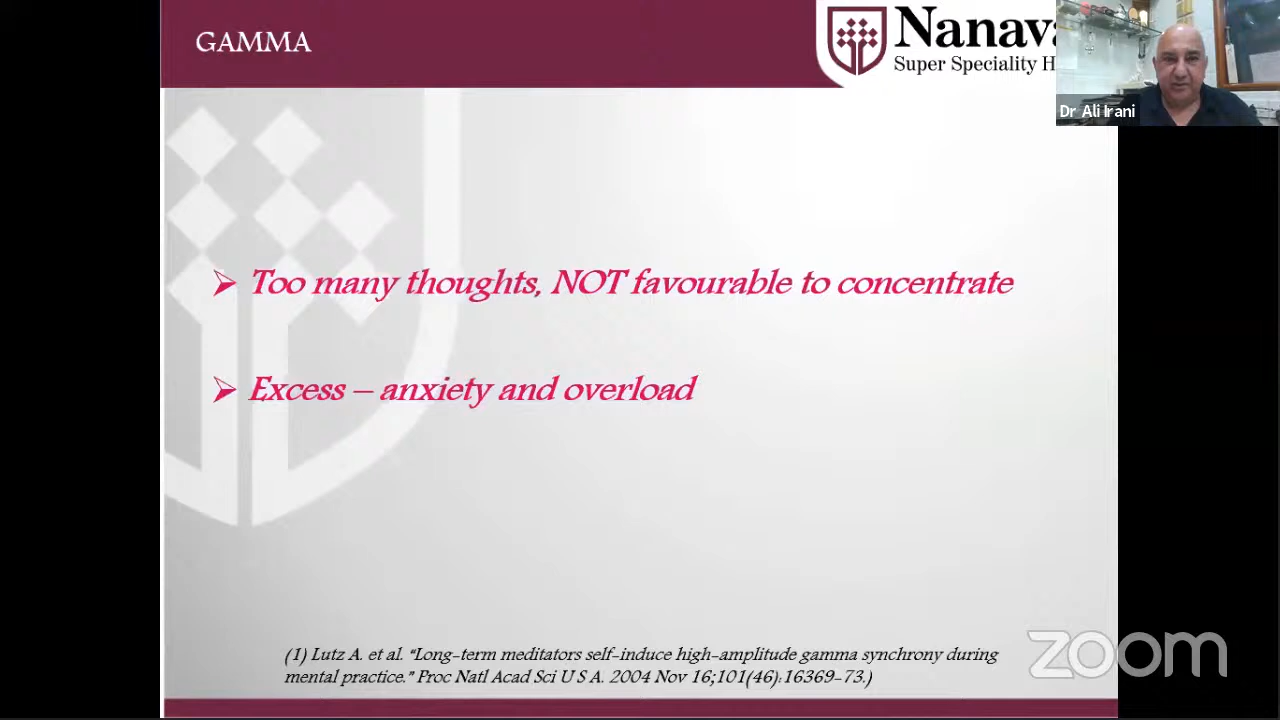 GAMMA
Nanava
Super Speciality H
Dr Ali Irani
➢ Too many thoughts, NOT favourable to concentrate
➢ Excess – anxiety and overload
(1) Lutz A. et al. “Long-term meditators self-induce high-amplitude gamma synchrony during
mental practice.” Proc Natl Acad Sci U S A. 2004 Nov 16;101(46):16369-73.)
zoom